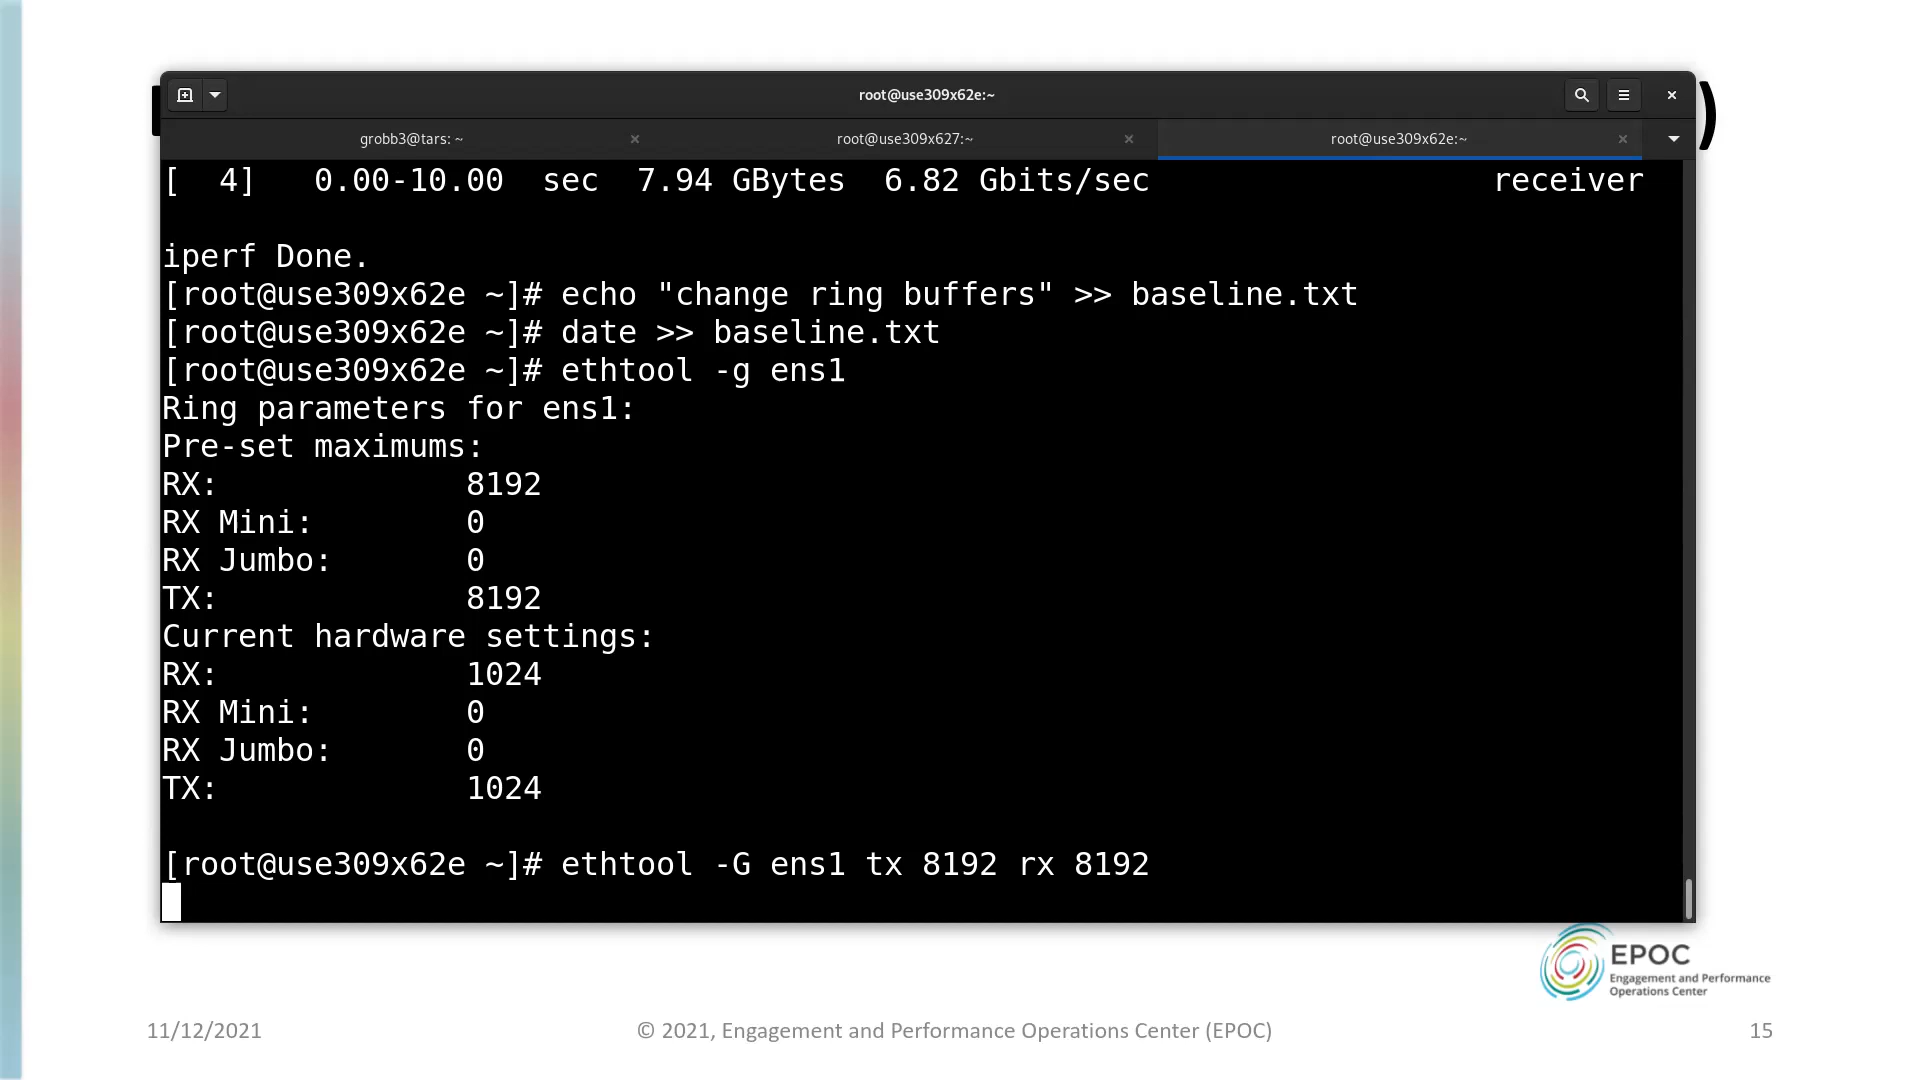 root@use309x62e:~
grobb3@tars: ~
root@use309x627:~
root@use309x62e:~
[  4]   0.00-10.00  sec  7.94 GBytes  6.82 Gbits/sec                  receiver
iperf Done.
[root@use309x62e ~]# echo "change ring buffers" >> baseline.txt
[root@use309x62e ~]# date >> baseline.txt
[root@use309x62e ~]# ethtool -g ens1
Ring parameters for ens1:
Pre-set maximums:
RX:             8192
RX Mini:        0
RX Jumbo:       0
TX:             8192
Current hardware settings:
RX:             1024
RX Mini:        0
RX Jumbo:       0
TX:             1024
[root@use309x62e ~]# ethtool -G ens1 tx 8192 rx 8192
)
EPOC
Engagement and Performance
Operations Center
11/12/2021
© 2021, Engagement and Performance Operations Center (EPOC)
15